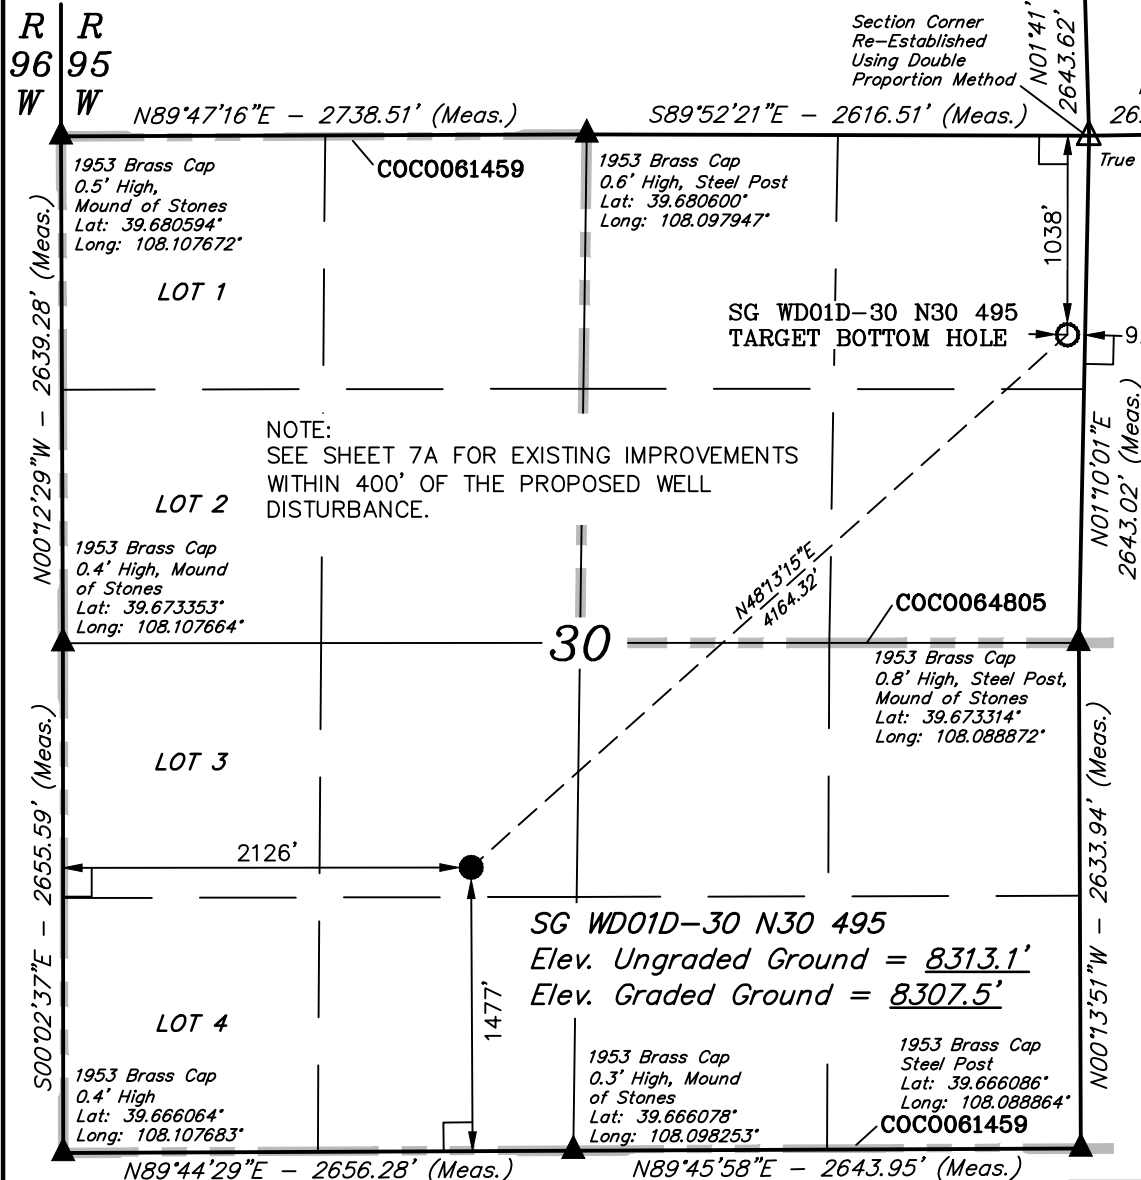 R R
96 95
W W
Section Corner
Re-Established
Using Double
Proportion Method
N01°41'
2643.62'
N89°47'16"E - 2738.51' (Meas.)
S89°52'21"E - 2616.51' (Meas.)
True
1953 Brass Cap
0.5' High,
Mound of Stones
Lat: 39.680594°
Long: 108.107672°
COC0061459
1953 Brass Cap
0.6' High, Steel Post
Lat: 39.680600°
Long: 108.097947°
1038'
N00°12'29"W - 2639.28' (Meas.)
LOT 1
SG WD01D-30 N30 495
TARGET BOTTOM HOLE
NOTE:
SEE SHEET 7A FOR EXISTING IMPROVEMENTS
WITHIN 400' OF THE PROPOSED WELL
DISTURBANCE.
N01°10'01"E
2643.02' (Meas.)
LOT 2
1953 Brass Cap
0.4' High, Mound
of Stones
Lat: 39.673353°
Long: 108.107664°
N48°13'15"E
4164.32'
COC0064805
30
1953 Brass Cap
0.8' High, Steel Post,
Mound of Stones
Lat: 39.673314°
Long: 108.088872°
LOT 3
S00°02'37"E - 2655.59' (Meas.)
N00°13'51"W - 2633.94' (Meas.)
2126'
SG WD01D-30 N30 495
Elev. Ungraded Ground = 8313.1'
Elev. Graded Ground = 8307.5'
1477'
LOT 4
1953 Brass Cap
0.4' High
Lat: 39.666064°
Long: 108.107683°
1953 Brass Cap
0.3' High, Mound
of Stones
Lat: 39.666078°
Long: 108.098253°
1953 Brass Cap
Steel Post
Lat: 39.666086°
Long: 108.088864°
COC0061459
N89°44'29"E - 2656.28' (Meas.)
N89°45'58"E - 2643.95' (Meas.)